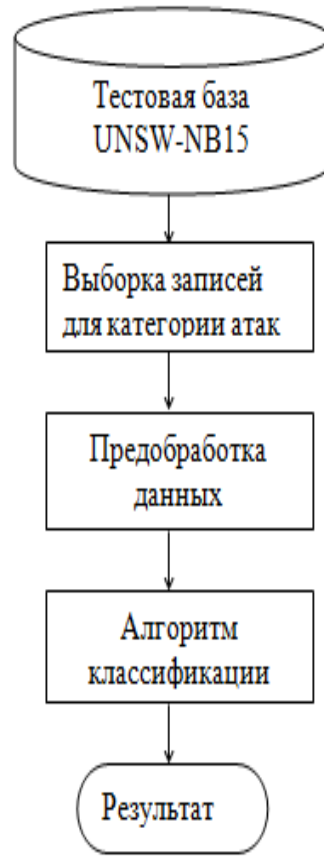 Тестовая база
UNSW-NB15
Выборка записей
для категории атак
Предобработка
данных
Алгоритм
классификации
Результат